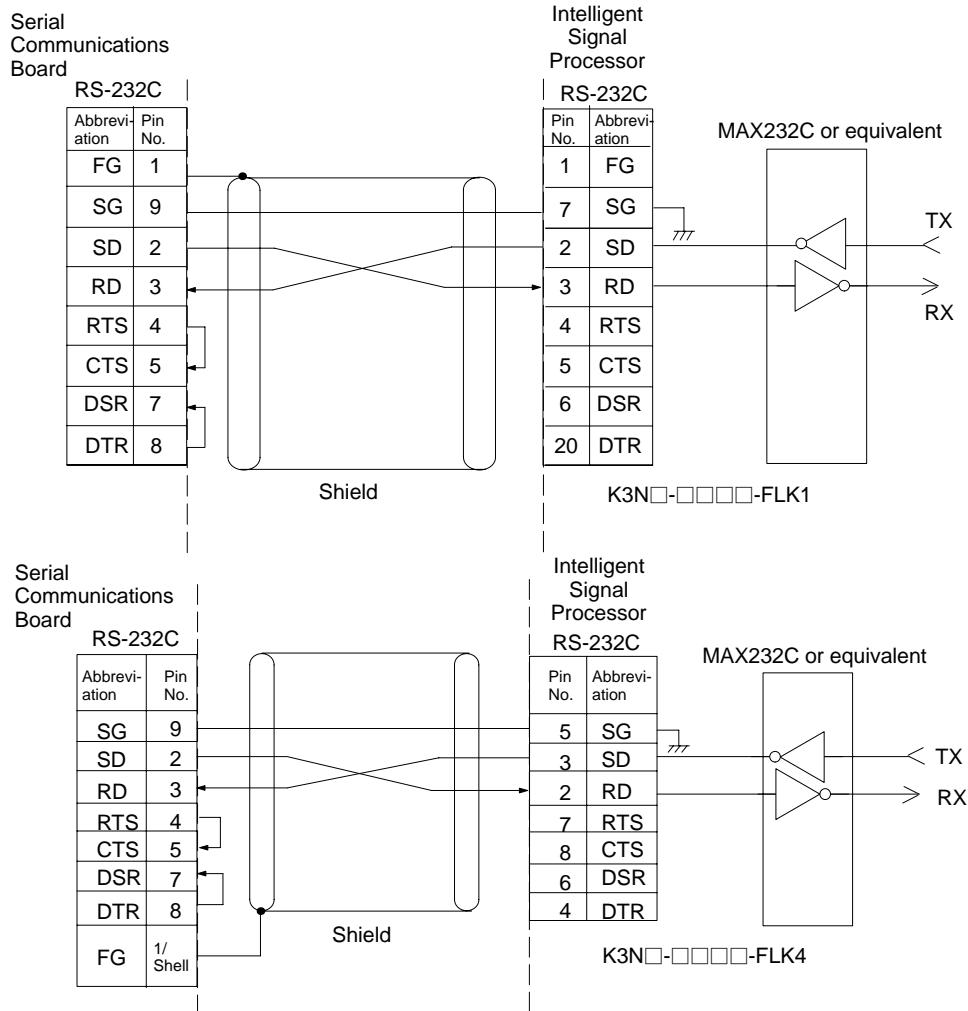 Serial
Communications
Board
Intelligent
Signal
Processor
RS-232C
RS-232C
Abbrevi-
ation
Pin
No.
Pin
No.
Abbrevi-
ation
MAX232C or equivalent
FG 1
1 FG
SG 9
7 SG
TX
SD 2
2 SD
RD 3
3 RD
RX
RTS 4
4 RTS
CTS 5
5 CTS
DSR 7
6 DSR
DTR 8
20 DTR
Shield
K3N□-□□□□-FLK1
Serial
Communications
Board
Intelligent
Signal
Processor
RS-232C
RS-232C
Abbrevi-
ation
Pin
No.
Pin
No.
Abbrevi-
ation
MAX232C or equivalent
SG 9
5 SG
TX
SD 2
3 SD
RD 3
2 RD
RX
RTS 4
7 RTS
CTS 5
8 CTS
DSR 7
6 DSR
DTR 8
4 DTR
FG 1/
Shell
Shield
K3N□-□□□□-FLK4